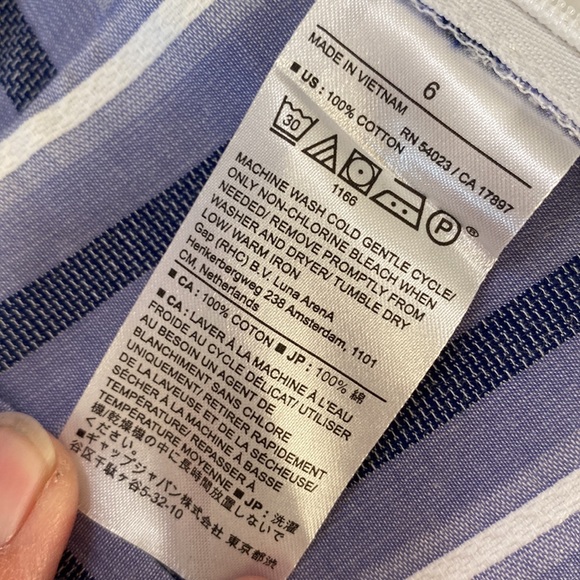 6
MADE IN VIETNAM
RN 54023 / CA 17897
■ US : 100% COTTON
30
1166
P
®
MACHINE WASH COLD GENTLE CYCLE/
ONLY NON-CHLORINE BLEACH WHEN
NEEDED/ REMOVE PROMPTLY FROM
WASHER AND DRYER/ TUMBLE DRY
LOW/ WARM IRON
Gap (RHC) B.V. Luna ArenA
Herikerbergweg 238 Amsterdam, 1101
CM, Netherlands
■ CA : 100% COTON ■ JP : 100% 綿
■ CA : LAVER À LA MACHINE À L'EAU
FROIDE AU CYCLE DÉLICAT/ UTILISER
AU BESOIN UN AGENT DE
BLANCHIMENT SANS CHLORE
UNIQUEMENT/ RETIRER RAPIDEMENT
DE LA LAVEUSE ET DE LA SÉCHEUSE/
SÉCHER À LA MACHINE À BASSE
TEMPÉRATURE/ REPASSER À
TEMPÉRATURE MOYENNE ■ JP : 洗濯
機/乾燥機の中に長時間放置しないで
ください
■ギャップジャパン株式会社 東京都渋
谷区千駄ケ谷5-32-10